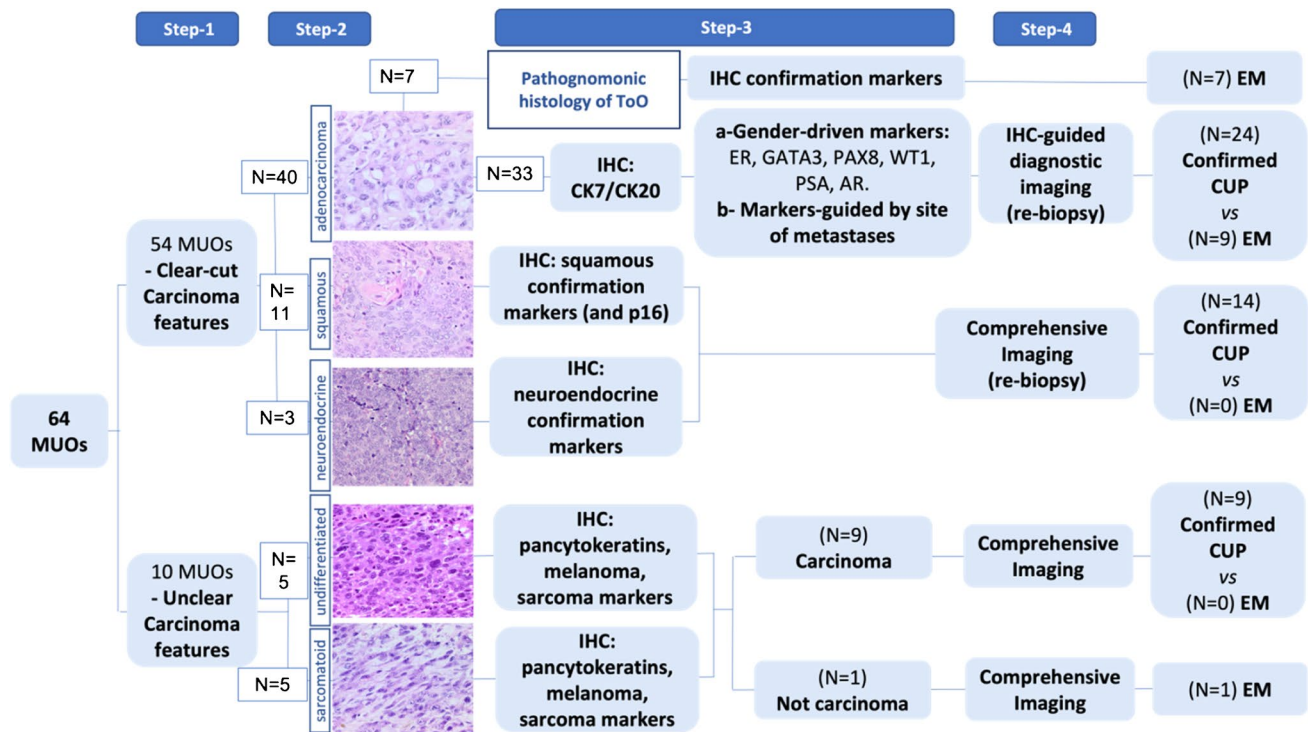 Step-1
Step-2
Step-3
Step-4
N=7
Pathognomonic
histology of ToO
IHC confirmation markers
(N=7) EM
N=40
adenocarcinoma
N=33
IHC:
CK7/CK20
a-Gender-driven markers:
ER, GATA3, PAX8, WT1,
PSA, AR.
b- Markers-guided by site
of metastases
IHC-guided
diagnostic
imaging
(re-biopsy)
(N=24)
Confirmed
CUP
vs
(N=9) EM
54 MUOs
- Clear-cut
Carcinoma
features
N=
11
squamous
IHC: squamous
confirmation
markers (and p16)
N=3
neuroendocrine
IHC:
neuroendocrine
confirmation
markers
Comprehensive
Imaging
(re-biopsy)
(N=14)
Confirmed
CUP
vs
(N=0) EM
64
MUOs
10 MUOs
- Unclear
Carcinoma
features
N=
5
undifferentiated
IHC:
pancytokeratins,
melanoma,
sarcoma markers
(N=9)
Carcinoma
Comprehensive
Imaging
(N=9)
Confirmed
CUP
vs
(N=0) EM
N=5
sarcomatoid
IHC:
pancytokeratins,
melanoma,
sarcoma markers
(N=1)
Not carcinoma
Comprehensive
Imaging
(N=1) EM